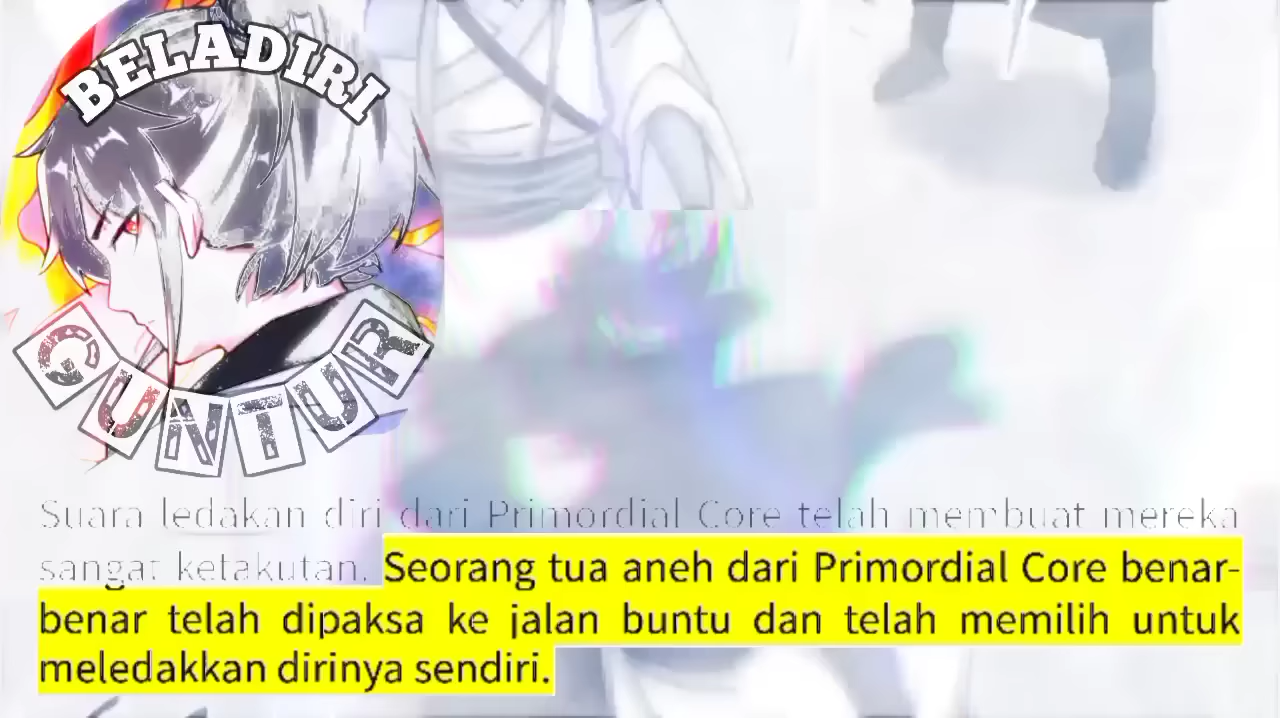 BELADIRI
GUNTUR
Suara ledakan diri dari Primordial Core telah membuat mereka
sangat ketakutan. Seorang tua aneh dari Primordial Core benar-
benar telah dipaksa ke jalan buntu dan telah memilih untuk
meledakkan dirinya sendiri.